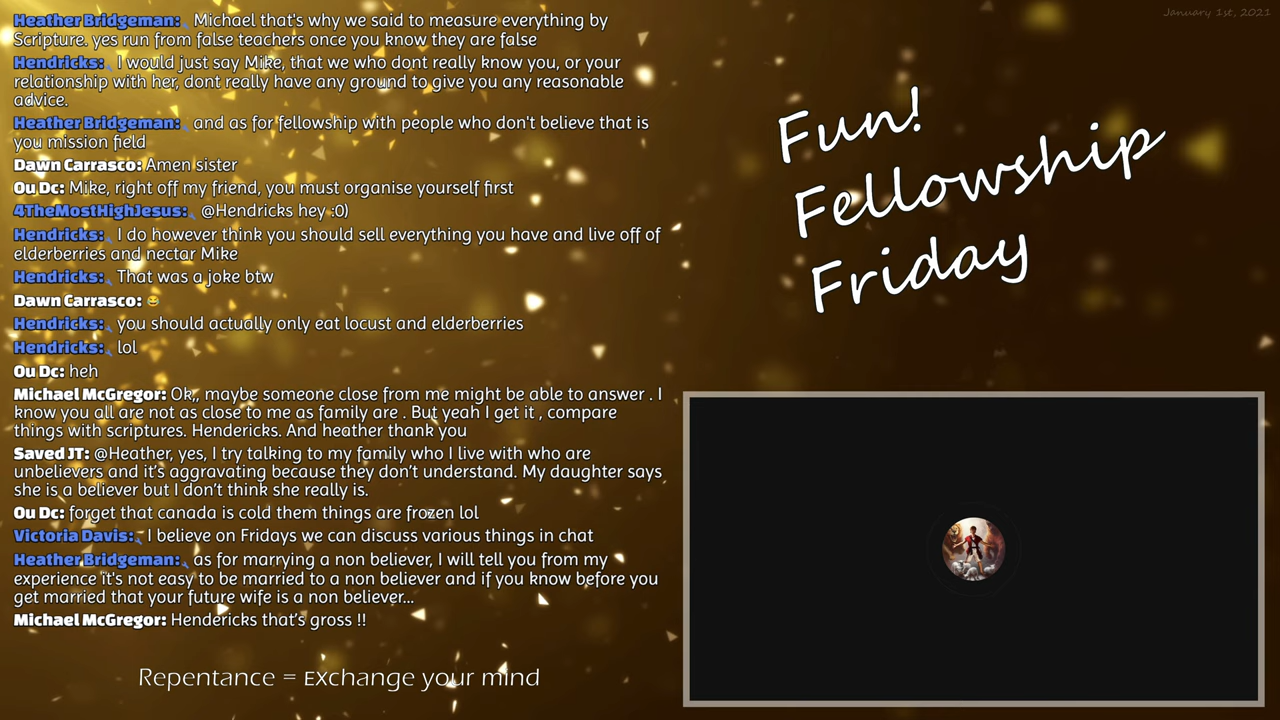 Heather Bridgeman: Michael that's why we said to measure everything by
Scripture. yes run from false teachers once you know they are false
Hendricks: I would just say Mike, that we who dont really know you, or your
relationship with her, dont really have any ground to give you any reasonable
advice.
Heather Bridgeman: and as for fellowship with people who don't believe that is
you mission field
Dawn Carrasco: Amen sister
Ou Dc: Mike, right off my friend, you must organise yourself first
4TheMostHighJesus: @Hendricks hey :0)
Hendricks: I do however think you should sell everything you have and live off of
elderberries and nectar Mike
Hendricks: That was a joke btw
Dawn Carrasco: 😂
Hendricks: you should actually only eat locust and elderberries
Hendricks: lol
Ou Dc: heh
Michael McGregor: Ok,, maybe someone close from me might be able to answer . I
know you all are not as close to me as family are . But yeah I get it , compare
things with scriptures. Hendericks. And heather thank you
Saved JT: @Heather, yes, I try talking to my family who I live with who are
unbelievers and it's aggravating because they don't understand. My daughter says
she is a believer but I don't think she really is.
Ou Dc: forget that canada is cold them things are frozen lol
Victoria Davis: I believe on Fridays we can discuss various things in chat
Heather Bridgeman: as for marrying a non believer, I will tell you from my
experience it's not easy to be married to a non believer and if you know before you
get married that your future wife is a non believer...
Michael McGregor: Hendericks that's gross !!
Repentance = Exchange your mind
January 1st, 2021
Fun!
Fellowship
Friday